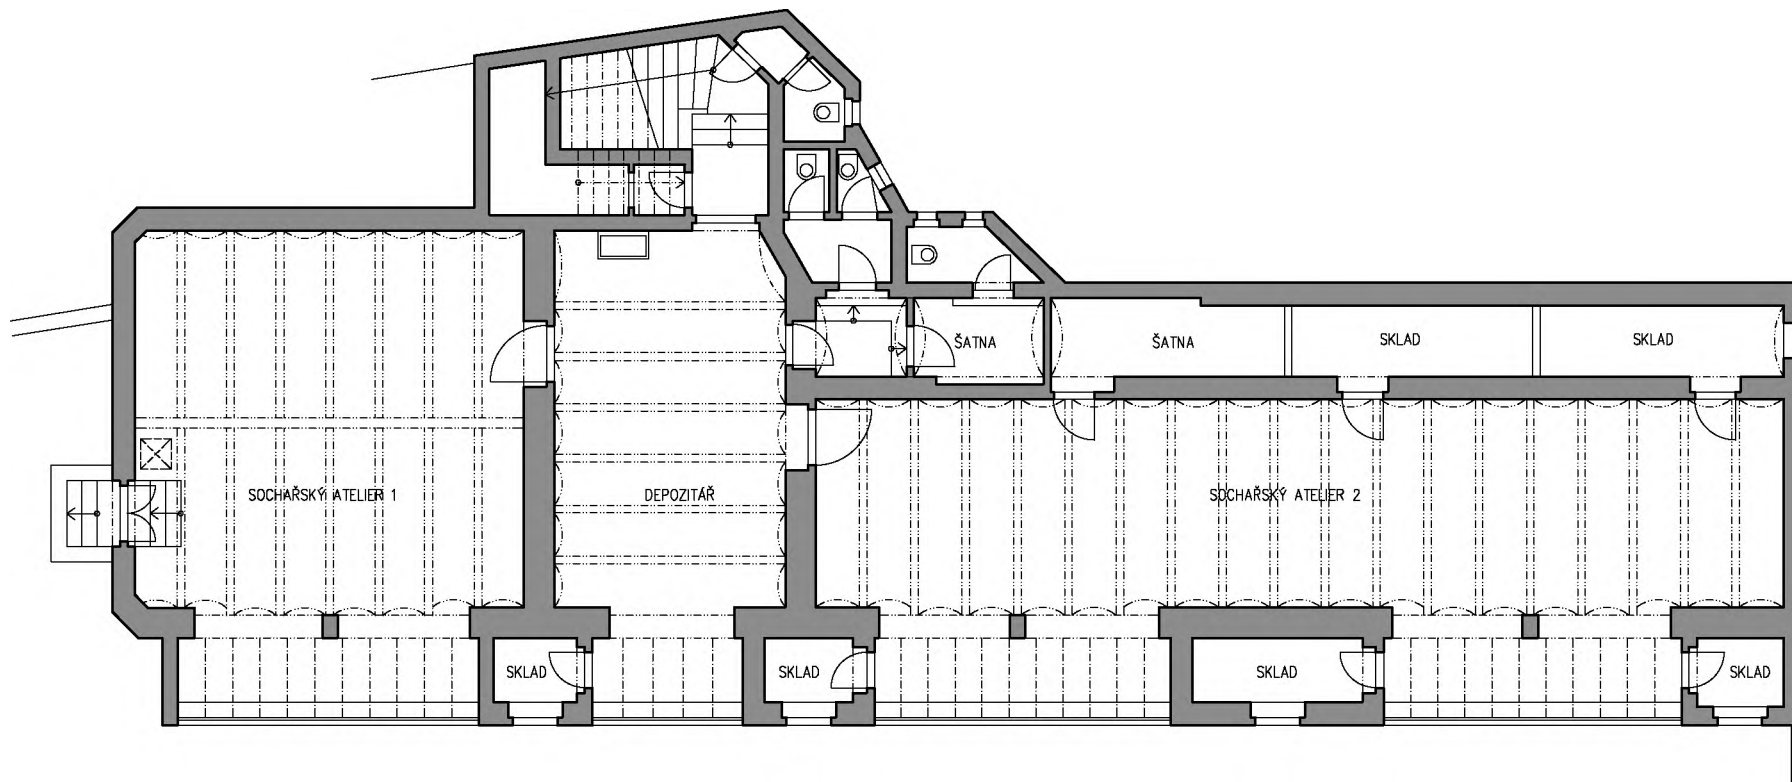 ŠATNA
ŠATNA
SKLAD
SKLAD
SOCHAŘSKÝ ATELIER 1
DEPOZITÁŘ
SOCHAŘSKÝ ATELIER 2
SKLAD
SKLAD
SKLAD
SKLAD